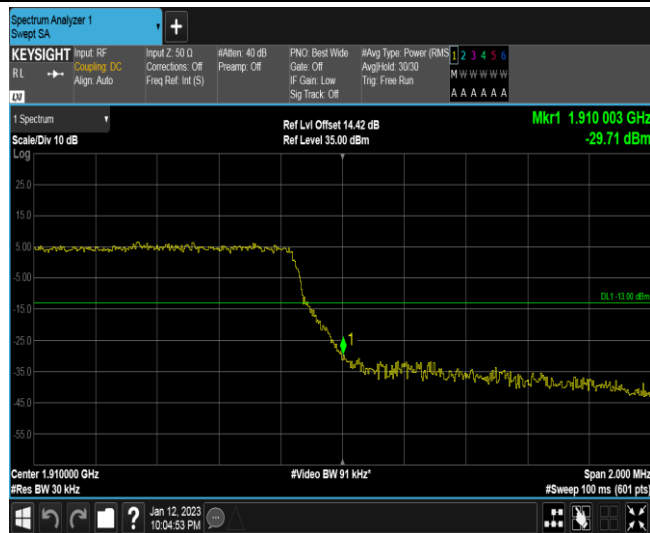 Spectrum Analyzer 1
Swept SA
KEYSIGHT
RL
Input: RF
Coupling: DC
Align: Auto
Input Z: 50 Ω
Corrections: Off
Freq Ref: Int (S)
#Atten: 40 dB
Preamp: Off
PNO: Best Wide
Gate: Off
IF Gain: Low
Sig Track: Off
#Avg Type: Power (RMS
Avg|Hold: 30/30
Trig: Free Run
1 2 3 4 5 6
M W W W W W
A A A A A A
1 Spectrum
Scale/Div 10 dB
Log
Ref Lvl Offset 14.42 dB
Ref Level 35.00 dBm
Mkr1 1.910 003 GHz
-29.71 dBm
25.0
15.0
5.00
-5.00
-15.0
-25.0
-35.0
-45.0
-55.0
DL1 -13.00 dBm
1
Center 1.910000 GHz
#Res BW 30 kHz
#Video BW 91 kHz*
Span 2.000 MHz
#Sweep 100 ms (601 pts)
Jan 12, 2023
10:04:53 PM